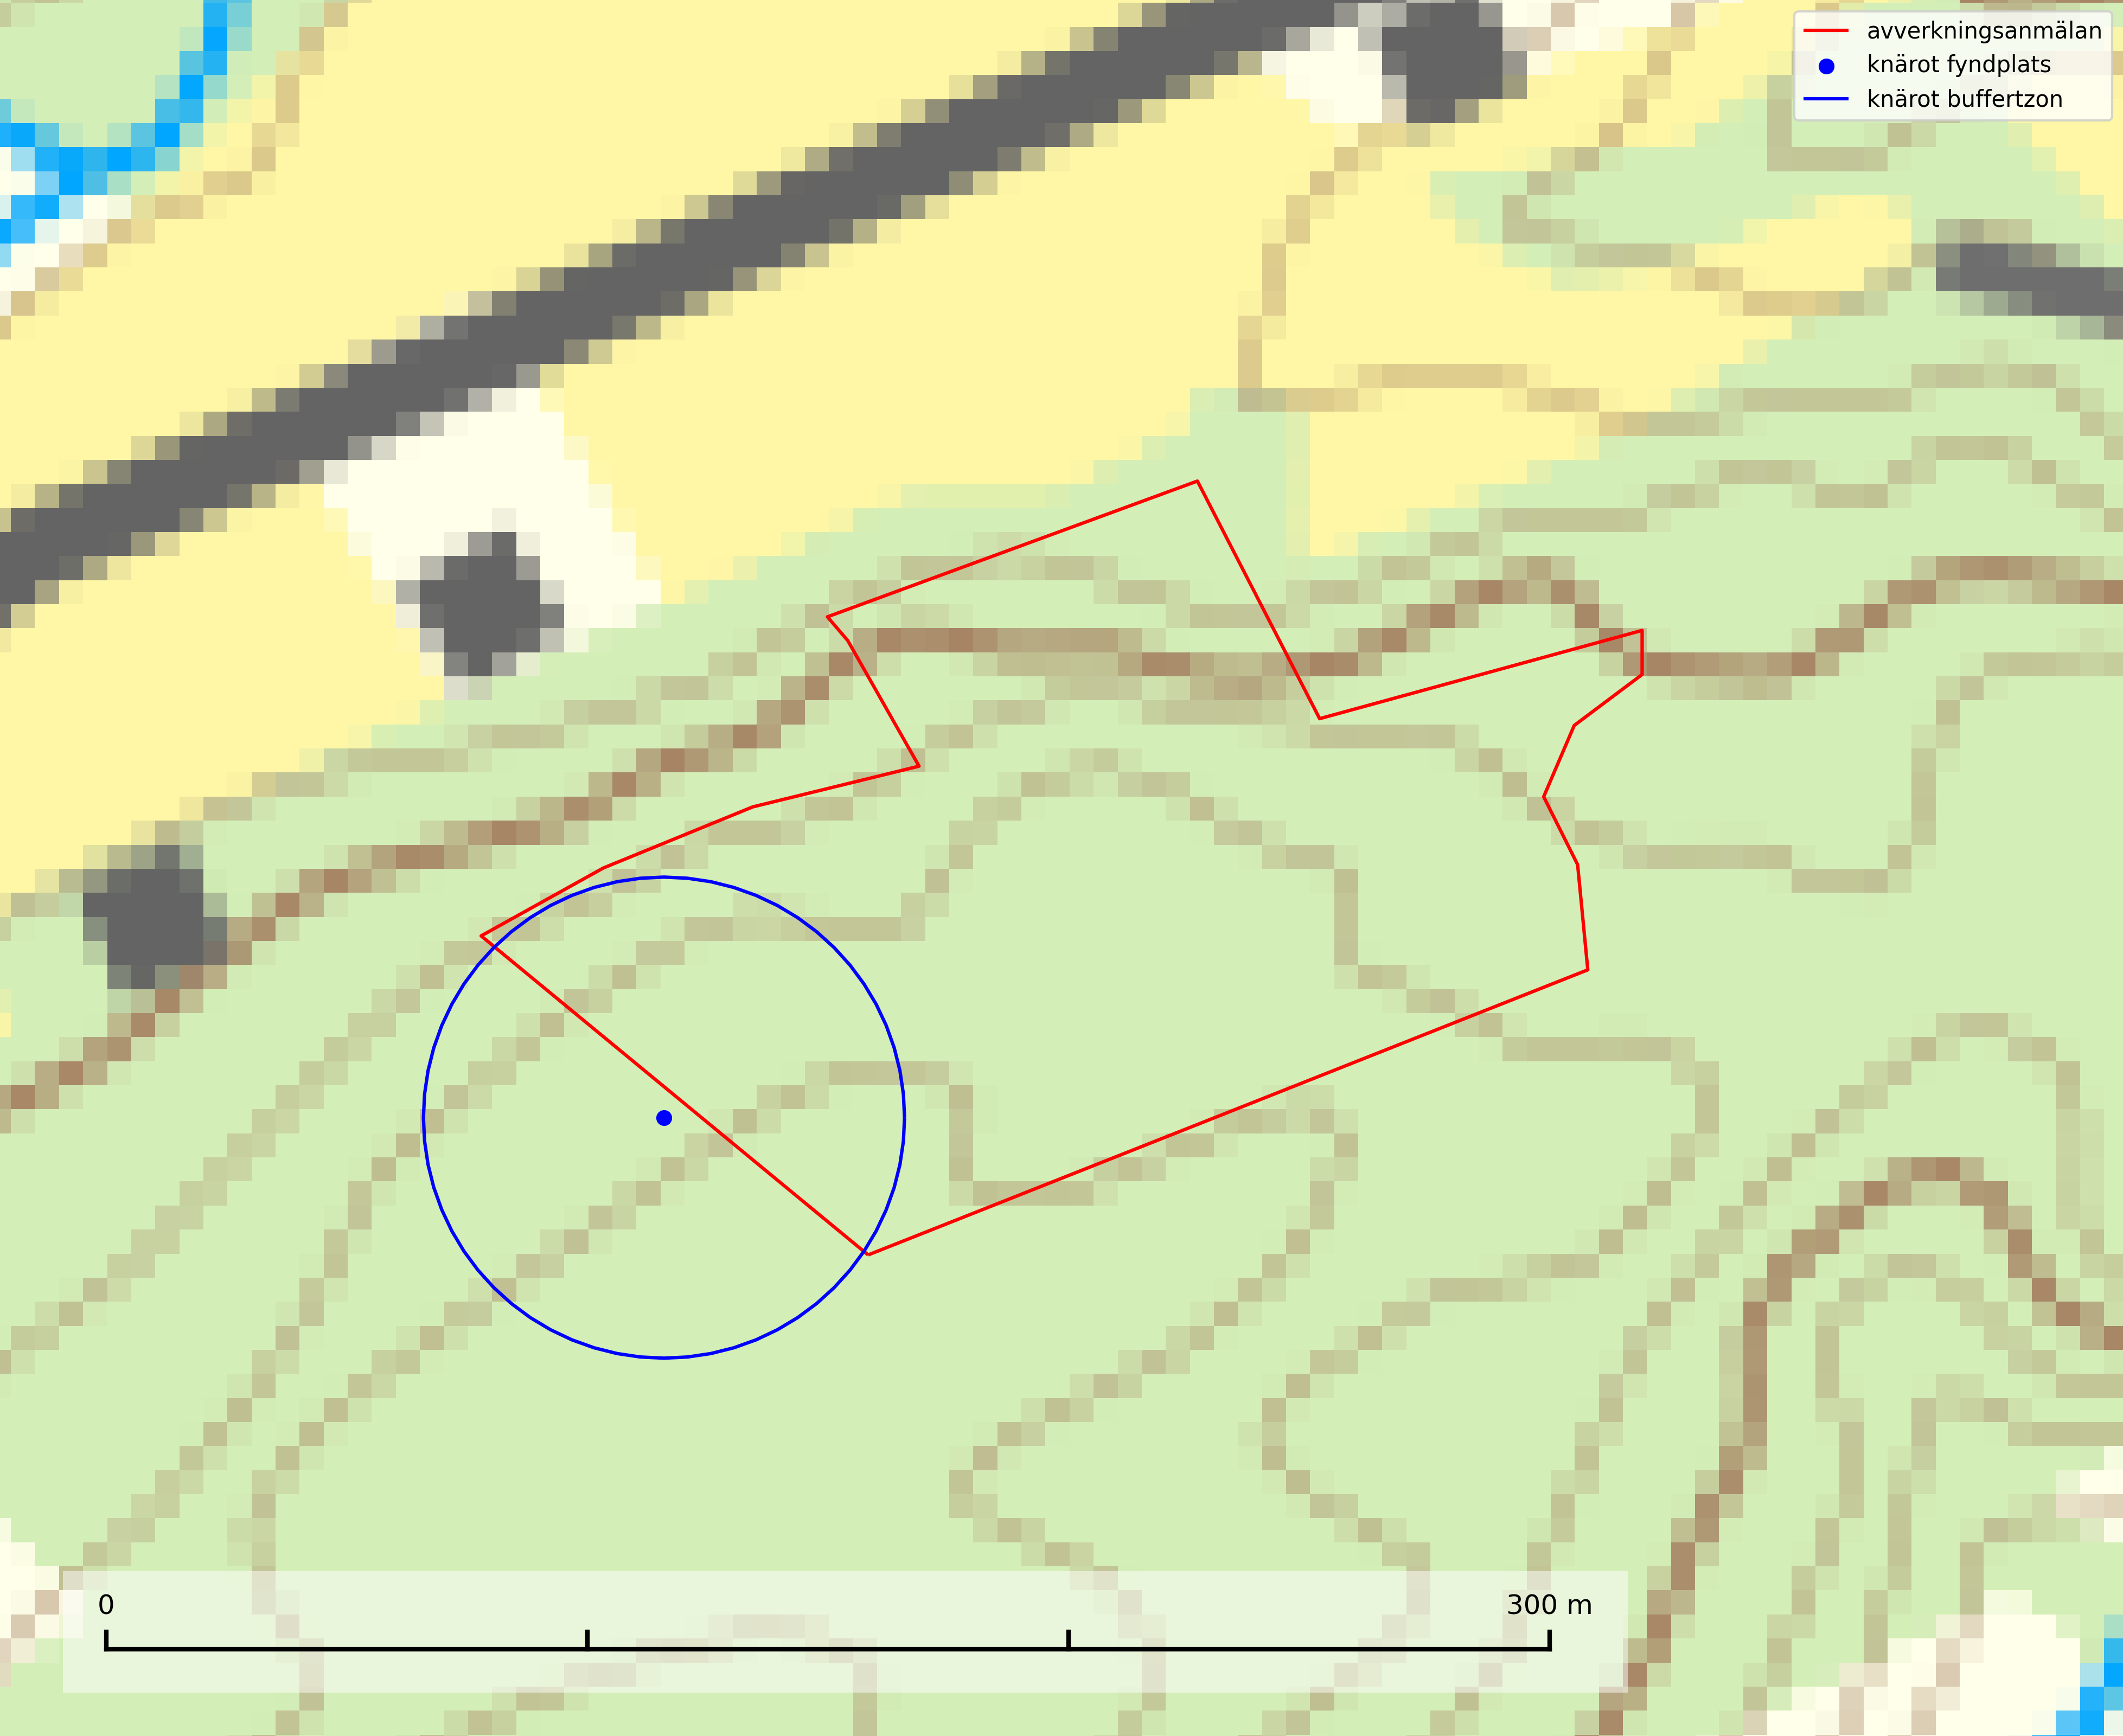 avverkningsanmälan
knärot fyndplats
knärot buffertzon
0 300 m